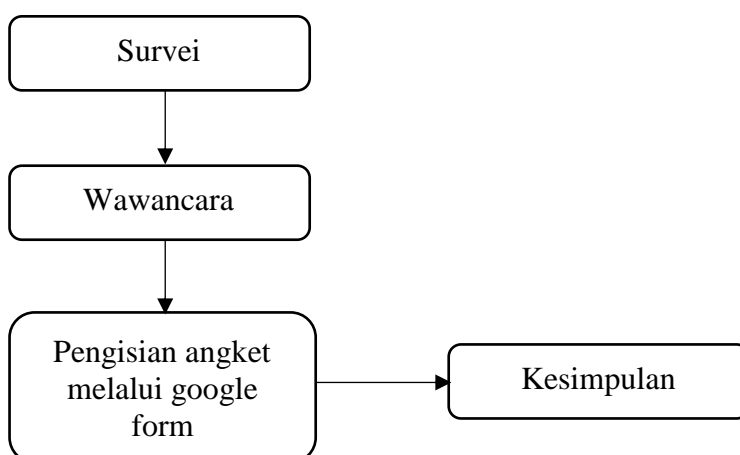 Survei
Wawancara
Pengisian angket
melalui google
form
Kesimpulan